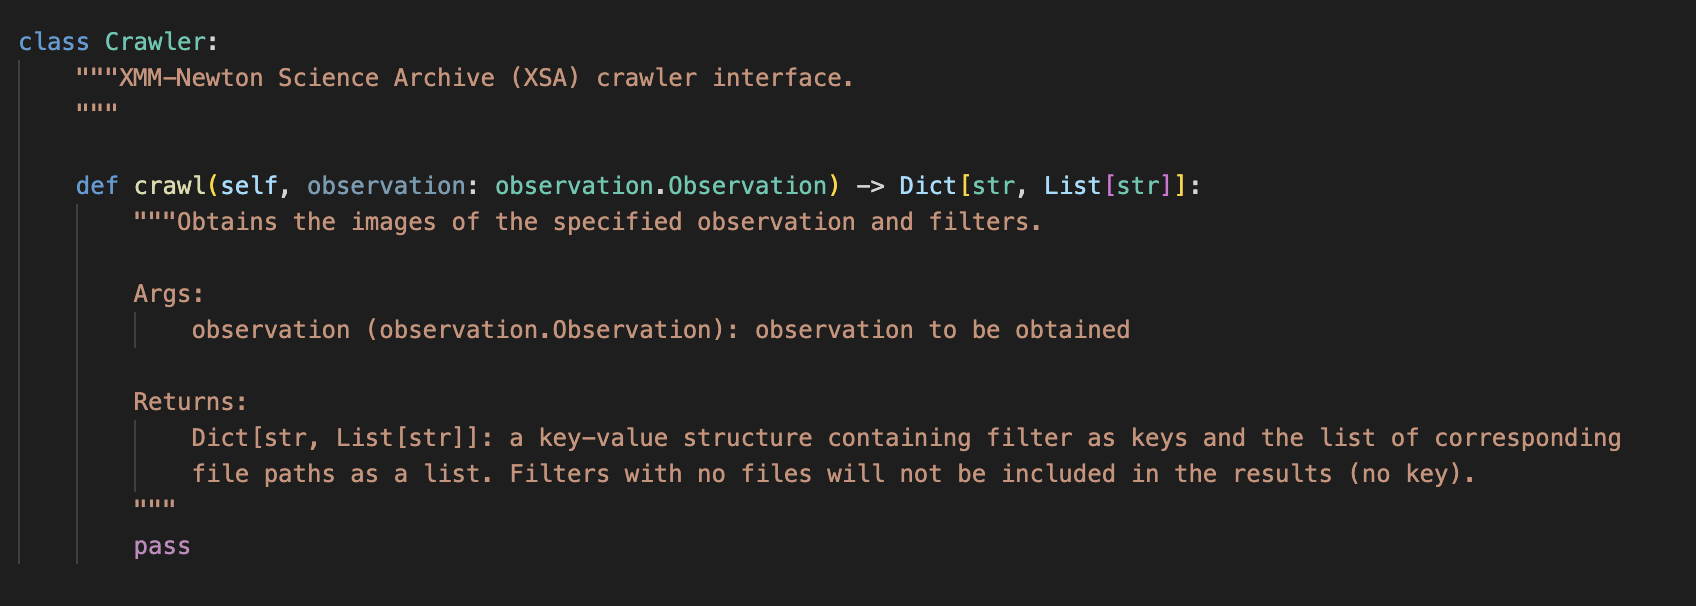 class Crawler:
    """XMM-Newton Science Archive (XSA) crawler interface.
    """
    def crawl(self, observation: observation.Observation) -> Dict[str, List[str]]:
        """Obtains the images of the specified observation and filters.
        Args:
            observation (observation.Observation): observation to be obtained
        Returns:
            Dict[str, List[str]]: a key-value structure containing filter as keys and the list of corresponding
            file paths as a list. Filters with no files will not be included in the results (no key).
        """
        pass